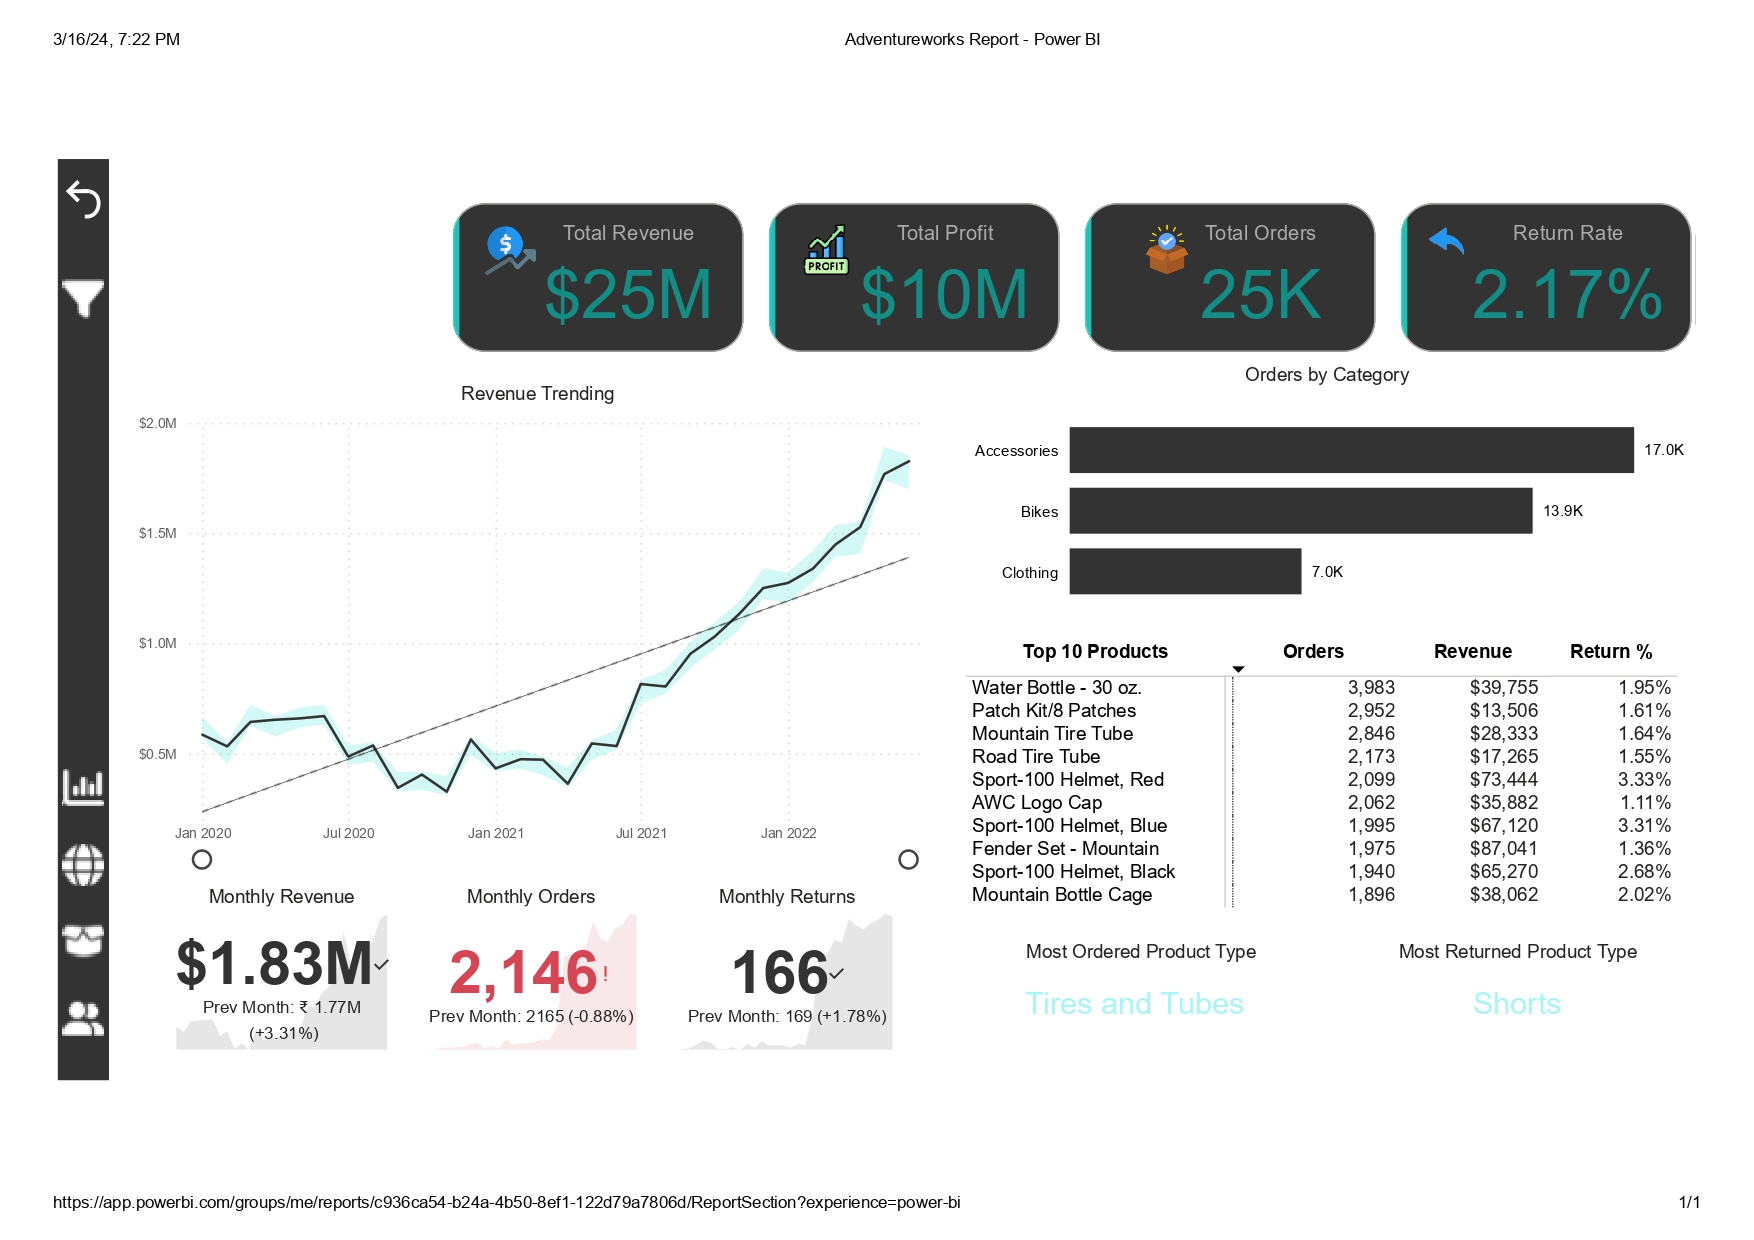 3/16/24, 7:22 PM
Adventureworks Report - Power BI
Total Revenue
$25M
PROFIT
Total Profit
$10M
Total Orders
25K
Return Rate
2.17%
Revenue Trending
$2.0M
$1.5M
$1.0M
$0.5M
Jan 2020 Jul 2020 Jan 2021 Jul 2021 Jan 2022
Orders by Category
Accessories 17.0K
Bikes 13.9K
Clothing 7.0K
Top 10 Products Orders Revenue Return %
Water Bottle - 30 oz. 3,983 $39,755 1.95%
Patch Kit/8 Patches 2,952 $13,506 1.61%
Mountain Tire Tube 2,846 $28,333 1.64%
Road Tire Tube 2,173 $17,265 1.55%
Sport-100 Helmet, Red 2,099 $73,444 3.33%
AWC Logo Cap 2,062 $35,882 1.11%
Sport-100 Helmet, Blue 1,995 $67,120 3.31%
Fender Set - Mountain 1,975 $87,041 1.36%
Sport-100 Helmet, Black 1,940 $65,270 2.68%
Mountain Bottle Cage 1,896 $38,062 2.02%
Monthly Revenue
$1.83M
Prev Month: ₹ 1.77M
(+3.31%)
Monthly Orders
2,146!
Prev Month: 2165 (-0.88%)
Monthly Returns
166
Prev Month: 169 (+1.78%)
Most Ordered Product Type
Tires and Tubes
Most Returned Product Type
Shorts
https://app.powerbi.com/groups/me/reports/c936ca54-b24a-4b50-8ef1-122d79a7806d/ReportSection?experience=power-bi
1/1